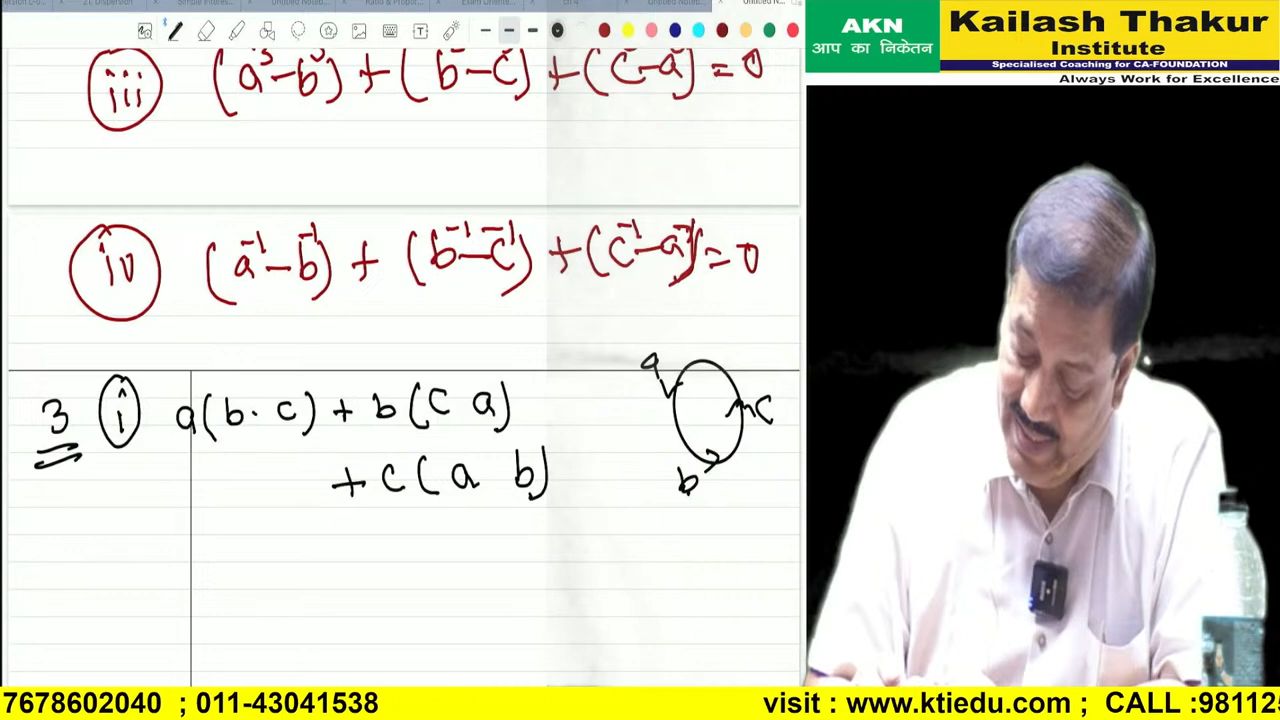 AKN
आप का निकेतन
Kailash Thakur
Institute
Specialised Coaching for CA-FOUNDATION
Always Work for Excellence
iii (a³-b³) + (b³-c³) + (c³-a³) = 0
iv (a⁻¹-b⁻¹) + (b⁻¹-c⁻¹) + (c⁻¹-a⁻¹) = 0
3 i a(b. c) + b(c a)
+ c( a b)
a
c
b
7678602040 ; 011-43041538 visit : www.ktiedu.com ; CALL :981125